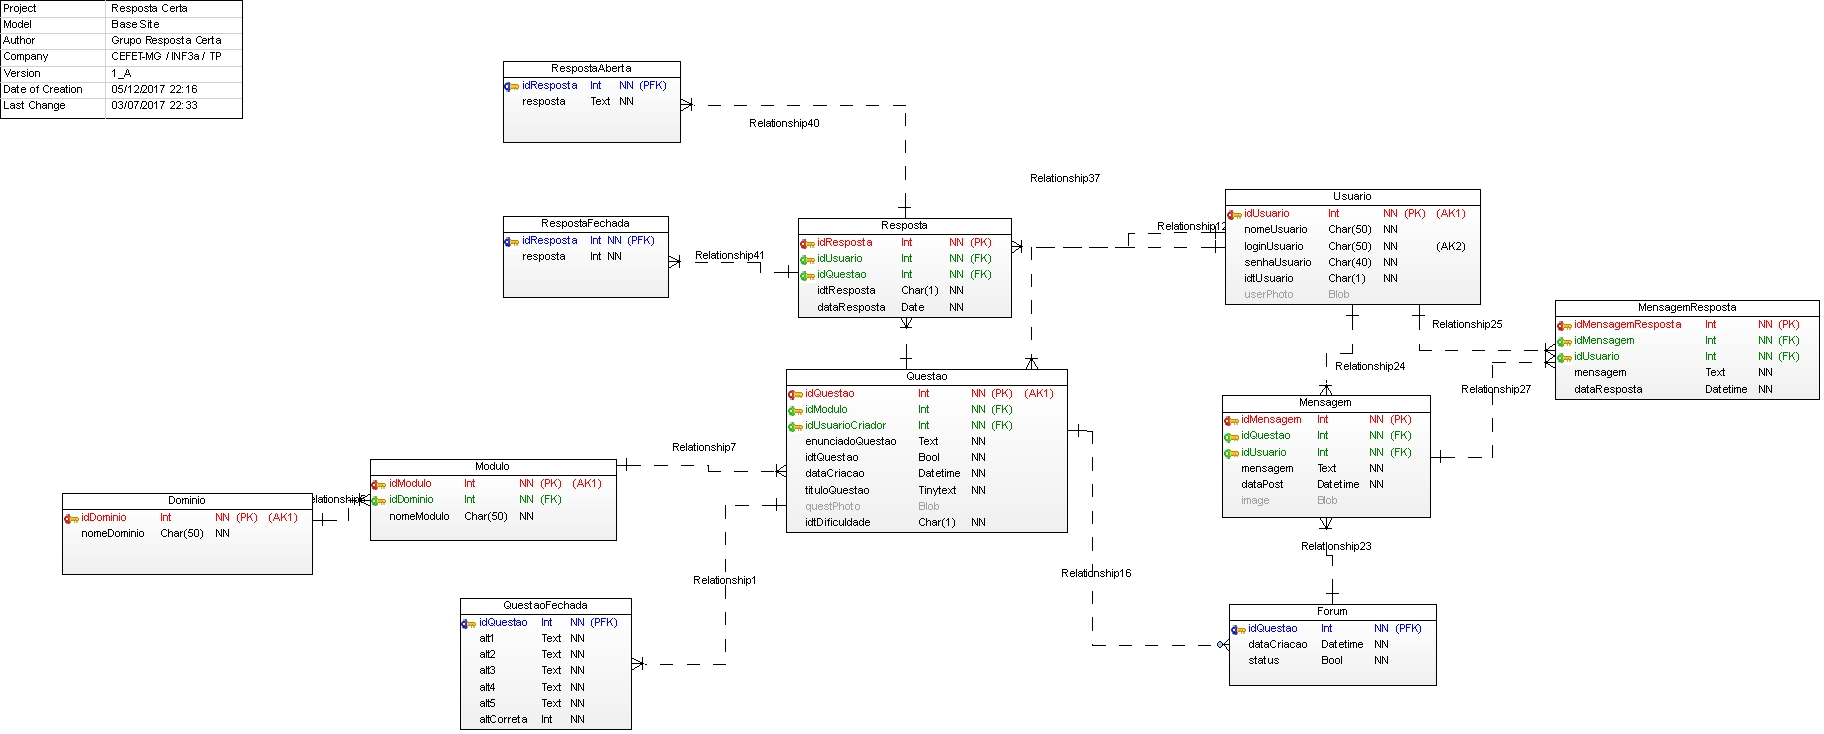 Project Resposta Certa
Model Base Site
Author Grupo Resposta Certa
Company CEFET-MG / INF3a / TP
Version 1_A
Date of Creation 05/12/2017 22:16
Last Change 03/07/2017 22:33
RespostaAberta
idResposta Int NN (PFK)
resposta Text NN
Relationship40
RespostaFechada
idResposta Int NN (PFK)
resposta Int NN
Relationship41
Resposta
idResposta Int NN (PK)
idUsuario Int NN (FK)
idQuestao Int NN (FK)
idtResposta Char(1) NN
dataResposta Date NN
Relationship37
Relationship12
Usuario
idUsuario Int NN (PK) (AK1)
nomeUsuario Char(50) NN
loginUsuario Char(50) NN (AK2)
senhaUsuario Char(40) NN
idtUsuario Char(1) NN
userPhoto Blob
Relationship25
MensagemResposta
idMensagemResposta Int NN (PK)
idMensagem Int NN (FK)
idUsuario Int NN (FK)
mensagem Text NN
dataResposta Datetime NN
Relationship24
Relationship27
Questao
idQuestao Int NN (PK) (AK1)
idModulo Int NN (FK)
idUsuarioCriador Int NN (FK)
enunciadoQuestao Text NN
idtQuestao Bool NN
dataCriacao Datetime NN
tituloQuestao Tinytext NN
questPhoto Blob
idtDificuldade Char(1) NN
Mensagem
idMensagem Int NN (PK)
idQuestao Int NN (FK)
idUsuario Int NN (FK)
mensagem Text NN
dataPost Datetime NN
image Blob
Relationship7
Modulo
idModulo Int NN (PK) (AK1)
idDominio Int NN (FK)
nomeModulo Char(50) NN
Dominio
idDominio Int NN (PK) (AK1)
nomeDominio Char(50) NN
Relationship23
Relationship16
Relationship1
QuestaoFechada
idQuestao Int NN (PFK)
alt1 Text NN
alt2 Text NN
alt3 Text NN
alt4 Text NN
alt5 Text NN
altCorreta Int NN
Forum
idQuestao Int NN (PFK)
dataCriacao Datetime NN
status Bool NN